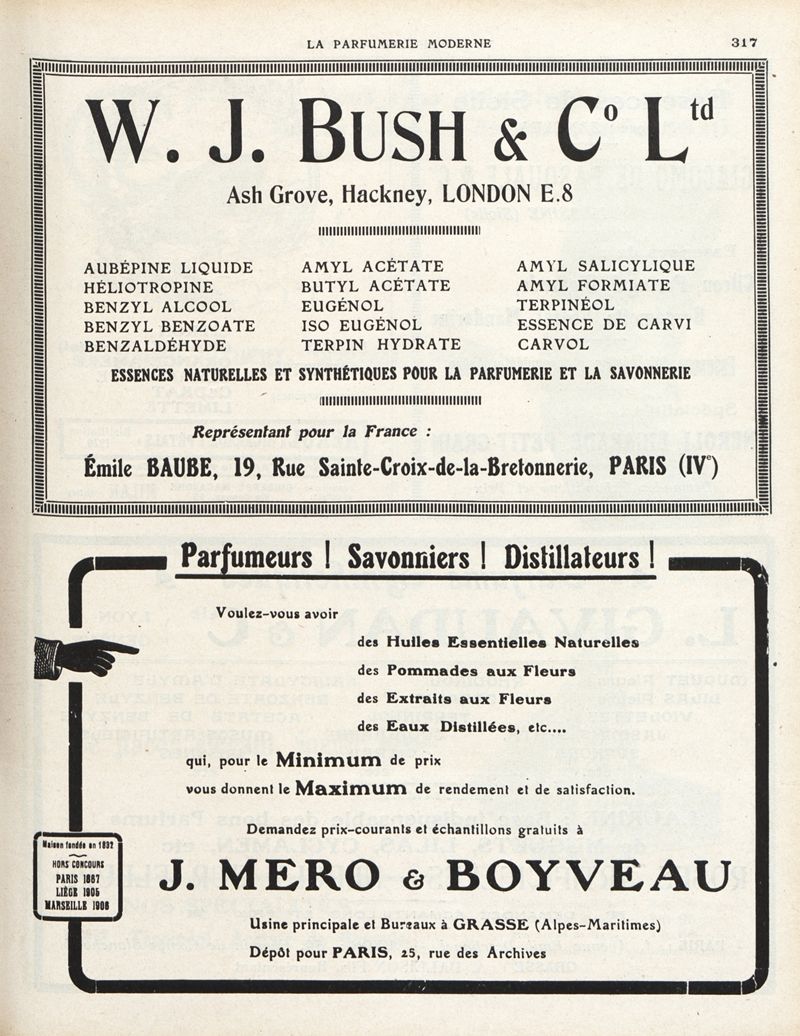 LA PARFUMERIE MODERNE 317
W. J. BUSH & Cº Ltd
Ash Grove, Hackney, LONDON E.8
AUBÉPINE LIQUIDE AMYL ACÉTATE AMYL SALICYLIQUE
HÉLIOTROPINE BUTYL ACÉTATE AMYL FORMIATE
BENZYL ALCOOL EUGÉNOL TERPINÉOL
BENZYL BENZOATE ISO EUGÉNOL ESSENCE DE CARVI
BENZALDÉHYDE TERPIN HYDRATE CARVOL
ESSENCES NATURELLES ET SYNTHÉTIQUES POUR LA PARFUMERIE ET LA SAVONNERIE
Représentant pour la France :
Émile BAUBE, 19, Rue Sainte-Croix-de-la-Bretonnerie, PARIS (IVᵉ)
Parfumeurs ! Savonniers ! Distillateurs !
Voulez-vous avoir
des Huiles Essentielles Naturelles
des Pommades aux Fleurs
des Extraits aux Fleurs
des Eaux Distillées, etc....
qui, pour le Minimum de prix
vous donnent le Maximum de rendement et de satisfaction.
Demandez prix-courants et échantillons gratuits à
J. MERO & BOYVEAU
Usine principale et Bureaux à GRASSE (Alpes-Maritimes)
Dépôt pour PARIS, 25, rue des Archives
Maison fondée en 1832
HORS CONCOURS
PARIS 1867
LIÈGE 1905
MARSEILLE 1906